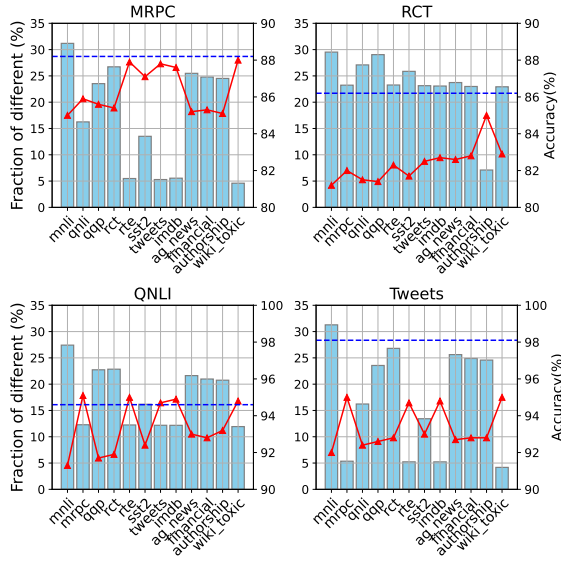 MRPC
Fraction of different (%)
35
30
25
20
15
10
5
0
90
88
86
84
82
80
mnli
qnli
qqp
rct
rte
sst2
tweets
imdb
ag_news
financial
authorship
wiki_toxic
RCT
35
30
25
20
15
10
5
0
90
88
86
84
82
80
Accuracy(%)
mnli
mrpc
qnli
qqp
rte
sst2
tweets
imdb
ag_news
financial
authorship
wiki_toxic
QNLI
Fraction of different (%)
35
30
25
20
15
10
5
0
100
98
96
94
92
90
mnli
mrpc
qqp
rct
rte
sst2
tweets
imdb
ag_news
financial
authorship
wiki_toxic
Tweets
35
30
25
20
15
10
5
0
100
98
96
94
92
90
Accuracy(%)
mnli
mrpc
qnli
qqp
rct
rte
sst2
imdb
ag_news
financial
authorship
wiki_toxic